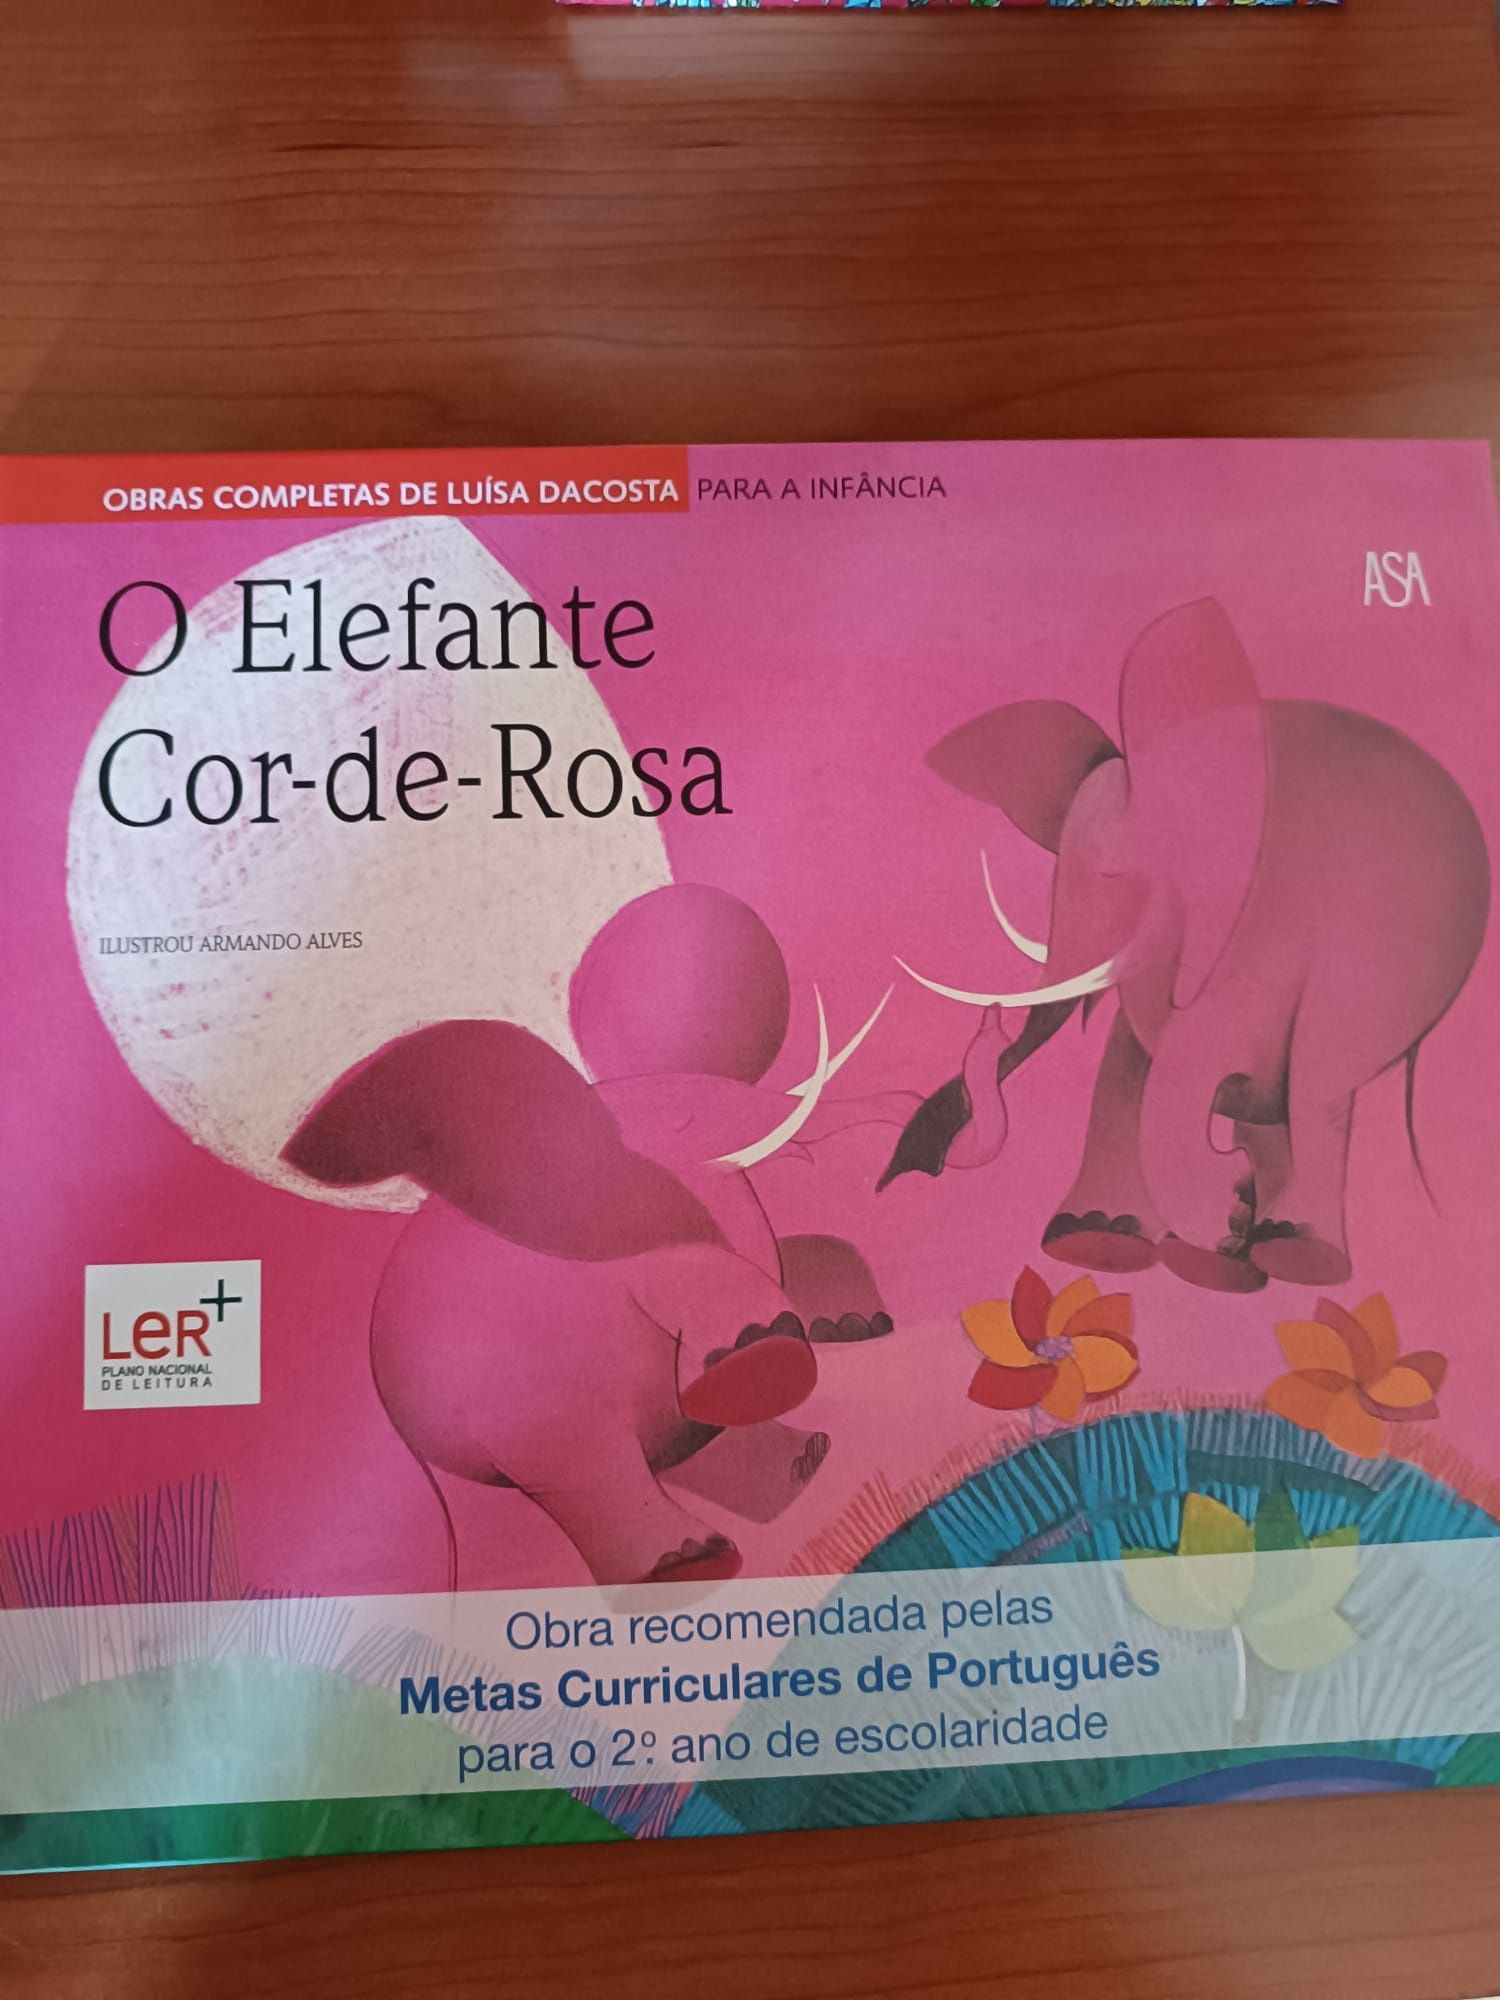 OBRAS COMPLETAS DE LUÍSA DACOSTA PARA A INFÂNCIA
ASA
O Elefante
Cor-de-Rosa
ILUSTROU ARMANDO ALVES
LeR+
PLANO NACIONAL
DE LEITURA
Obra recomendada pelas
Metas Curriculares de Português
para o 2.º ano de escolaridade